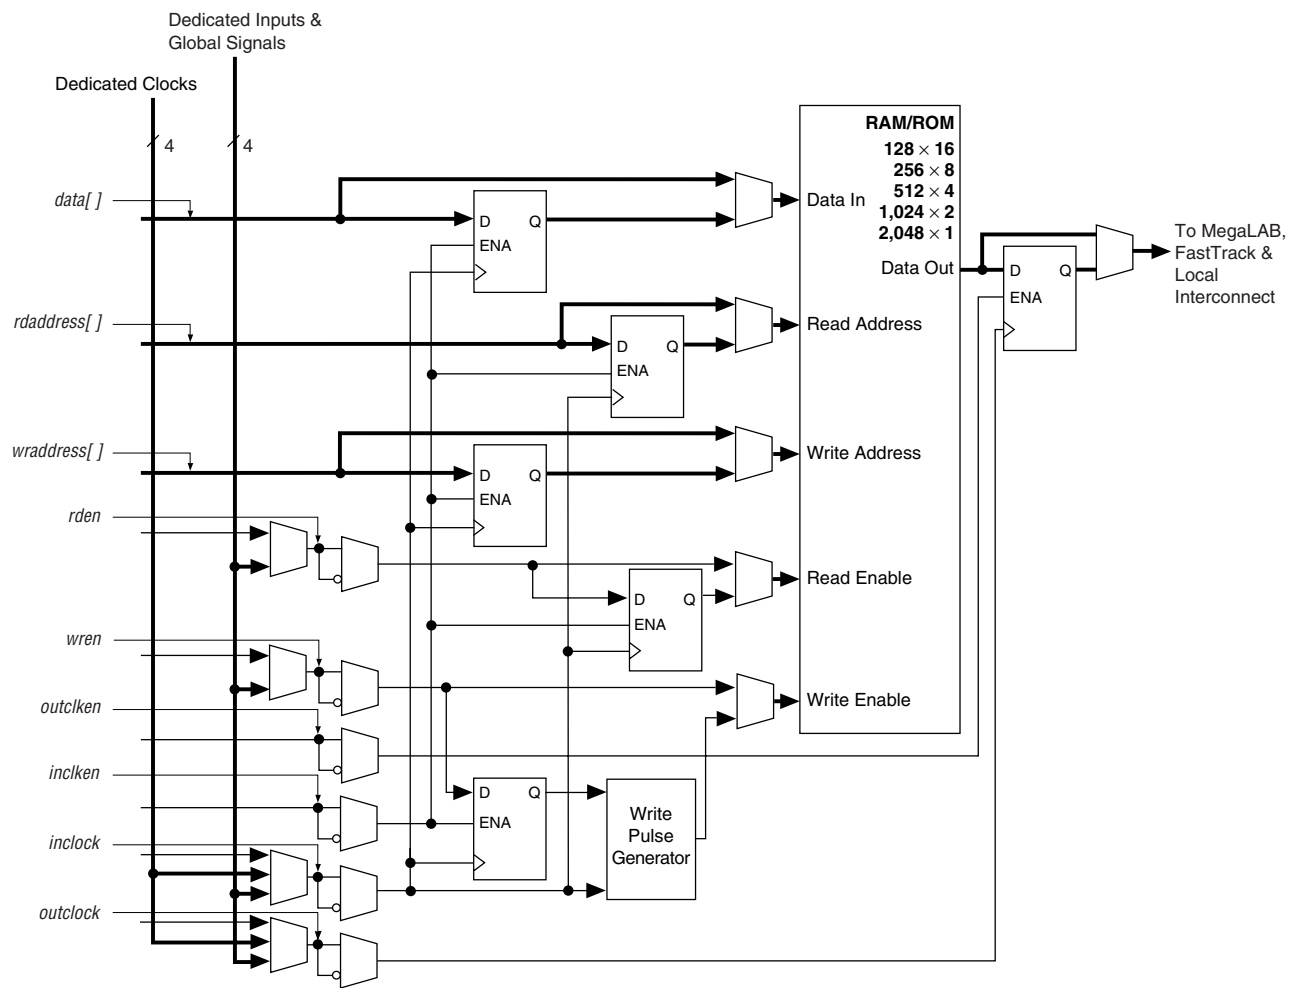 Dedicated Inputs &
Global Signals
Dedicated Clocks
4
4
RAM/ROM
128 × 16
256 × 8
512 × 4
1,024 × 2
2,048 × 1
data[ ]
D Q
ENA
Data In
Data Out
D Q
ENA
To MegaLAB,
FastTrack &
Local
Interconnect
rdaddress[ ]
D Q
ENA
Read Address
wraddress[ ]
D Q
ENA
Write Address
rden
D Q
ENA
Read Enable
wren
Write Enable
outclken
inclken
D Q
ENA
Write
Pulse
Generator
inclock
outclock